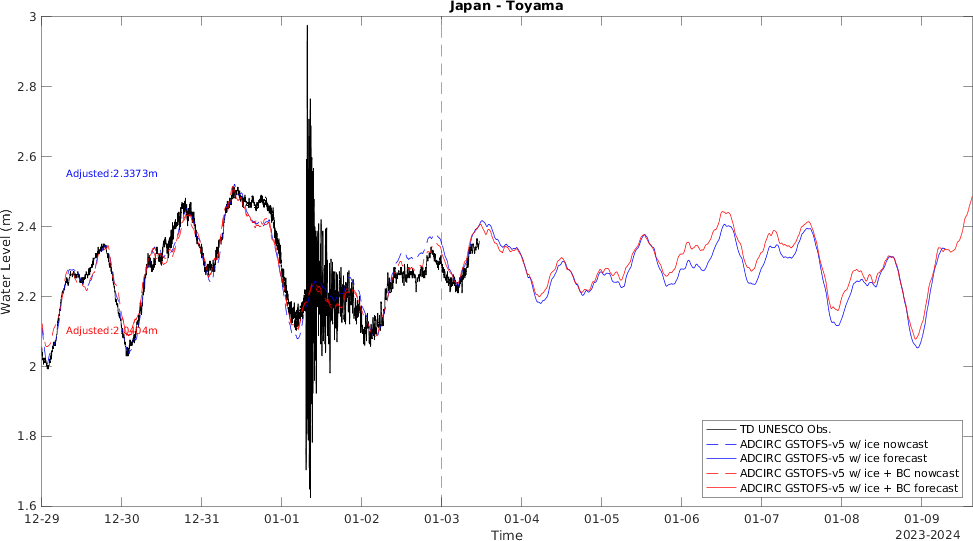 Japan - Toyama
3
2.8
2.6
2.4
2.2
2
1.8
1.6
Water Level (m)
Adjusted:2.3373m
TD UNESCO Obs.
ADCIRC GSTOFS-v5 w/ ice nowcast
ADCIRC GSTOFS-v5 w/ ice forecast
ADCIRC GSTOFS-v5 w/ ice + BC nowcast
ADCIRC GSTOFS-v5 w/ ice + BC forecast
12-29 12-30 12-31 01-01 01-02 01-03 01-04 01-05 01-06 01-07 01-08 01-09
Time
2023-2024